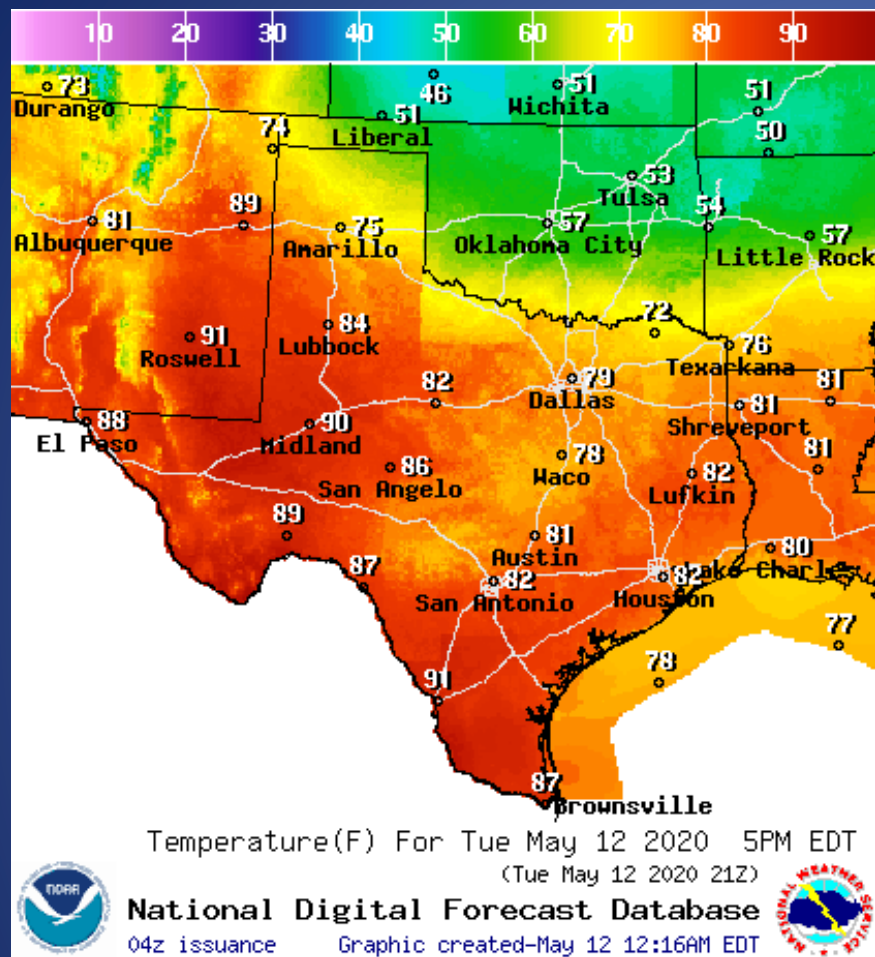 10 20 30 40 50 60 70 80 90
73
Durango
46
51
Liberal
51
Wichita
51
50
74
53
Tulsa
54
81
Albuquerque
89
75
Amarillo
57
Oklahoma City
57
Little Rock
91
Roswell
84
Lubbock
72
76
Texarkana
82
79
Dallas
81
Shreveport
81
88
El Paso
90
Midland
86
San Angelo
78
Waco
82
Lufkin
81
89
87
81
Austin
80
Lake Charles
82
San Antonio
82
Houston
91
78
77
87
Brownsville
Temperature(F) For Tue May 12 2020 5PM EDT
(Tue May 12 2020 21Z)
NOAA
National Digital Forecast Database
NATIONAL WEATHER SERVICE
04z issuance Graphic created-May 12 12:16AM EDT